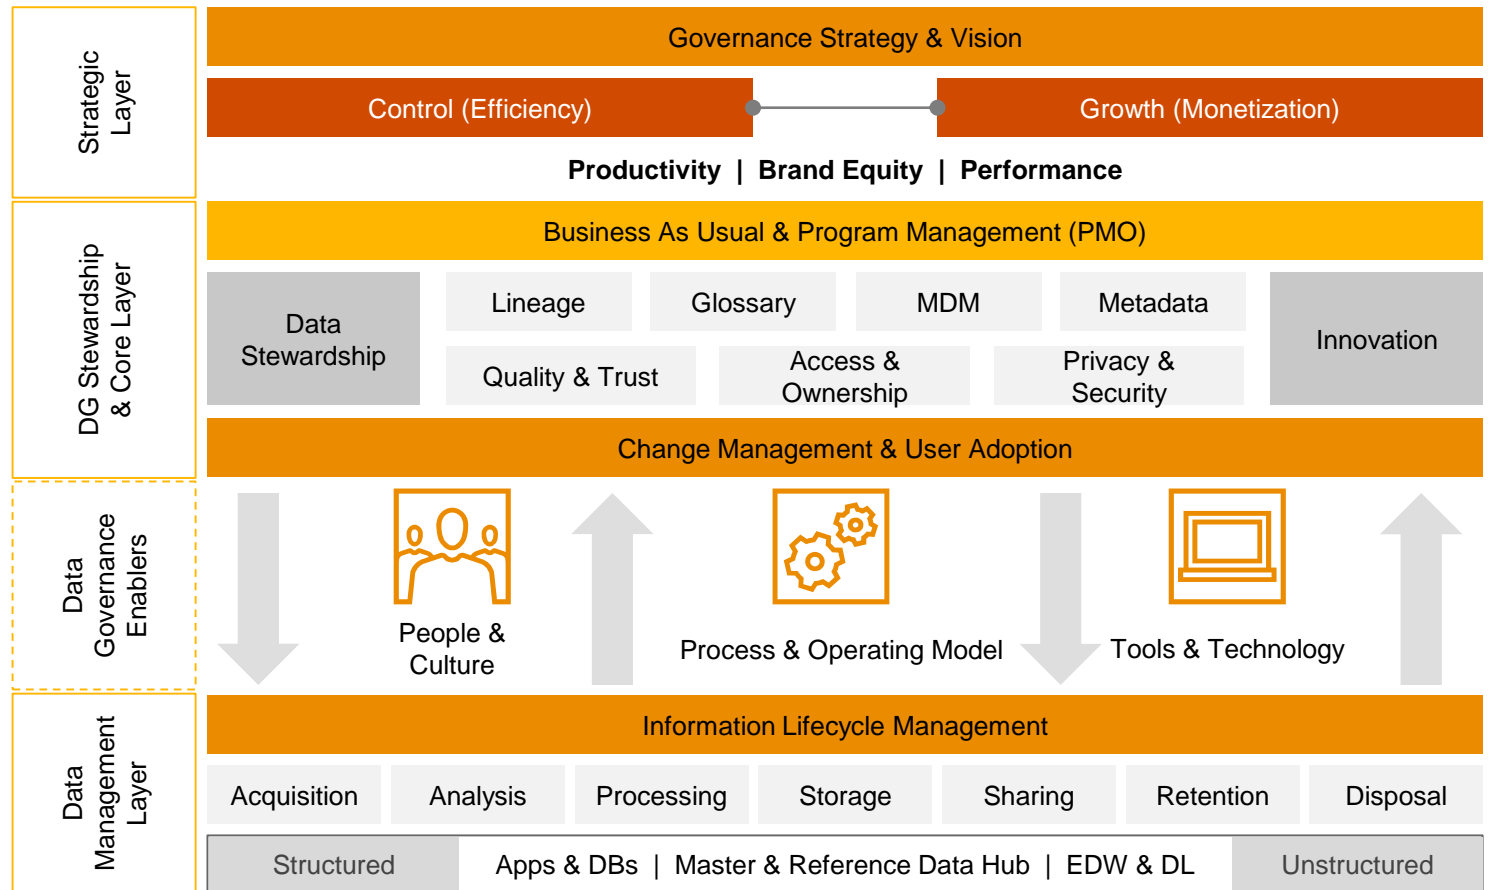 Strategic
Layer
Governance Strategy & Vision
Control (Efficiency)
Growth (Monetization)
Productivity | Brand Equity | Performance
DG Stewardship
& Core Layer
Business As Usual & Program Management (PMO)
Data
Stewardship
Lineage
Glossary
MDM
Metadata
Quality & Trust
Access &
Ownership
Privacy &
Security
Innovation
Change Management & User Adoption
Data
Governance
Enablers
People &
Culture
Process & Operating Model
Tools & Technology
Data
Management
Layer
Information Lifecycle Management
Acquisition
Analysis
Processing
Storage
Sharing
Retention
Disposal
Structured
Apps & DBs | Master & Reference Data Hub | EDW & DL
Unstructured